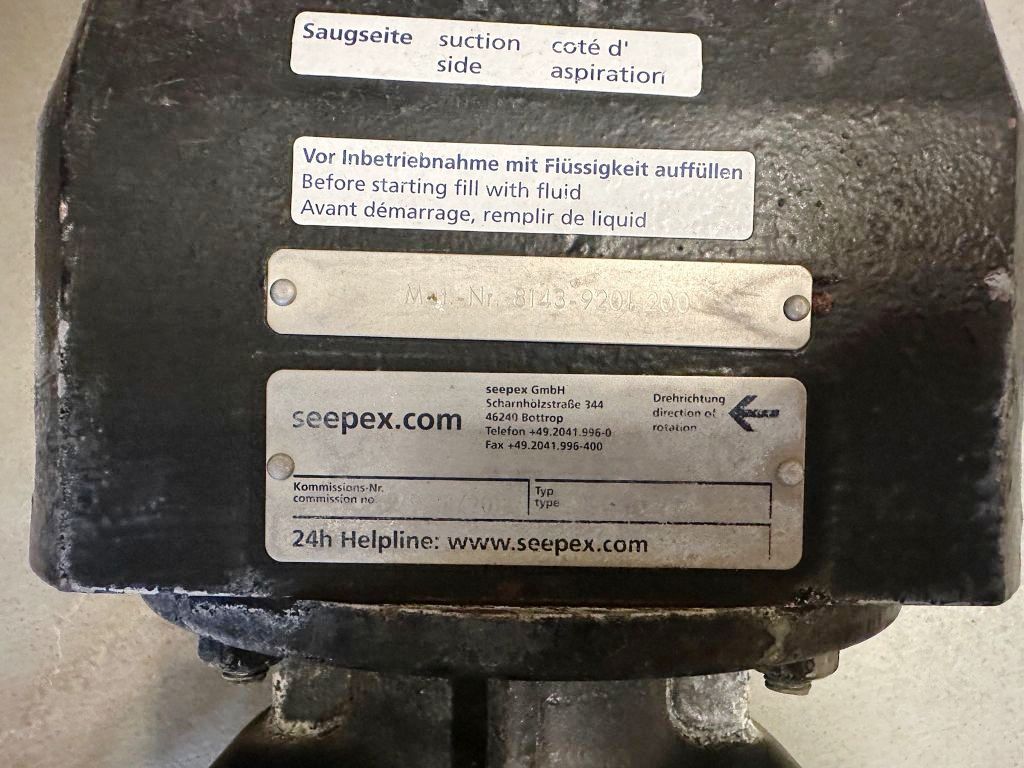 Saugseite suction coté d'
side aspiration
Vor Inbetriebnahme mit Flüssigkeit auffüllen
Before starting fill with fluid
Avant démarrage, remplir de liquid
Mat.-Nr. 8143-9201.200
seepex.com
seepex GmbH
Scharnhölzstraße 344
46240 Bottrop
Telefon +49.2041.996-0
Fax +49.2041.996-400
Drehrichtung
direction of
rotation
Kommissions-Nr.
commission no.
Typ
type
24h Helpline: www.seepex.com